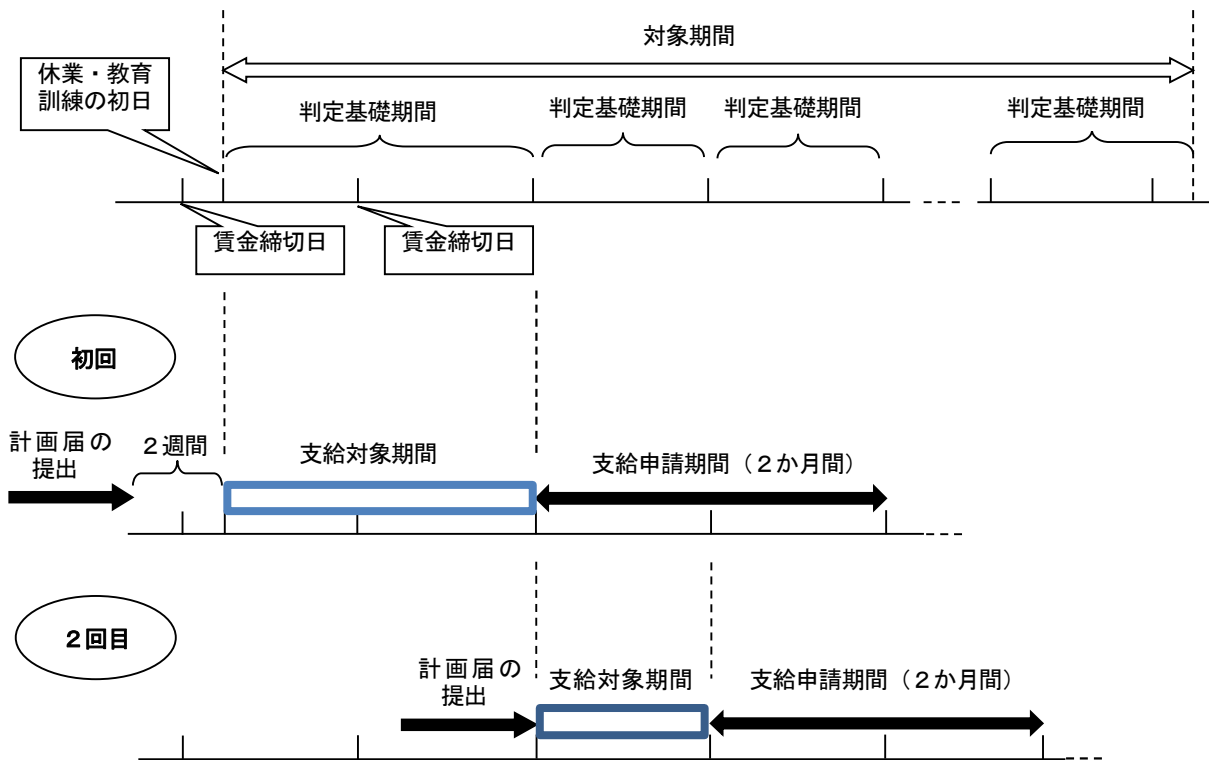 対象期間
休業・教育
訓練の初日
判定基礎期間
判定基礎期間
判定基礎期間
判定基礎期間
賃金締切日
賃金締切日
初回
計画届の
提出
２週間
支給対象期間
支給申請期間（２か月間）
２回目
計画届の
提出
支給対象期間
支給申請期間（２か月間）